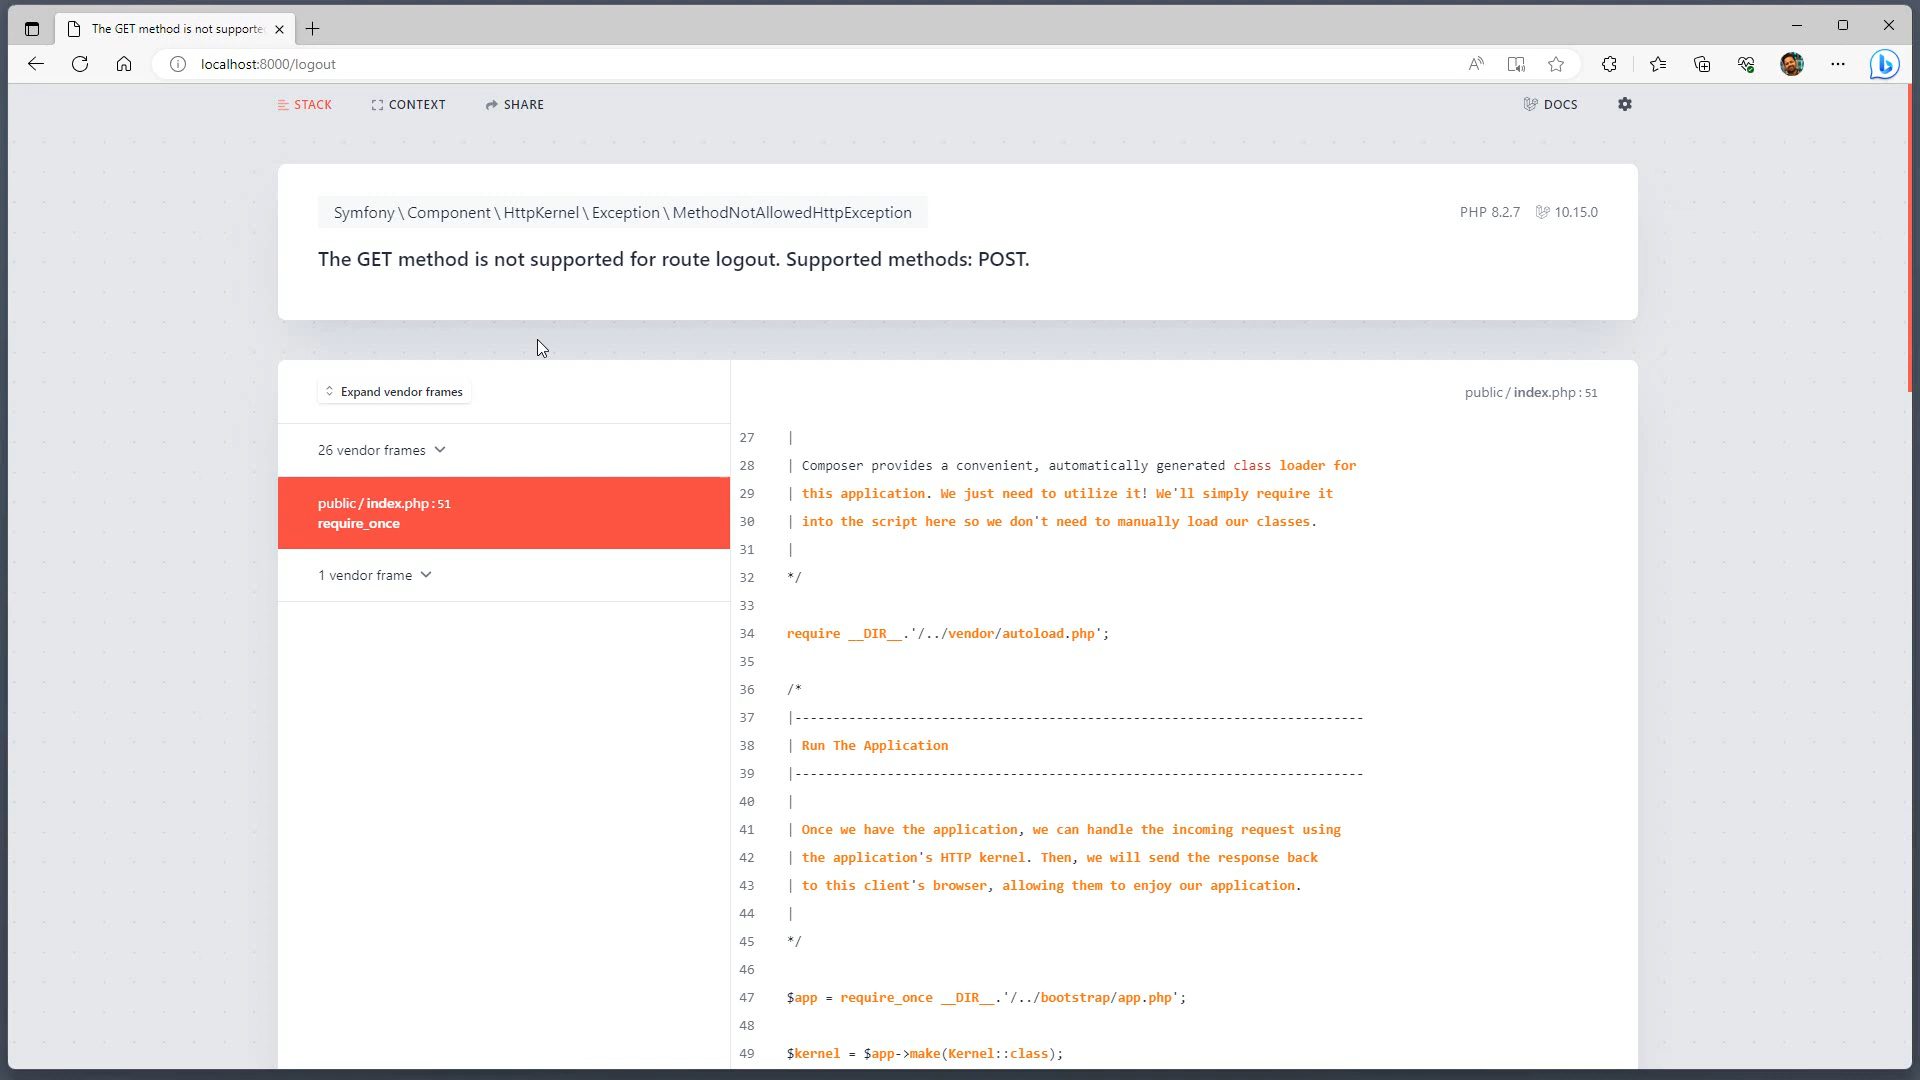 The GET method is not supporte
localhost:8000/logout
STACK
CONTEXT
SHARE
DOCS
Symfony \ Component \ HttpKernel \ Exception \ MethodNotAllowedHttpException
PHP 8.2.7
10.15.0
The GET method is not supported for route logout. Supported methods: POST.
Expand vendor frames
public / index.php : 51
26 vendor frames
public / index.php : 51
require_once
1 vendor frame
27 |
28 | Composer provides a convenient, automatically generated class loader for
29 | this application. We just need to utilize it! We'll simply require it
30 | into the script here so we don't need to manually load our classes.
31 |
32 */
33
34 require __DIR__.'/../vendor/autoload.php';
35
36 /*
37 |--------------------------------------------------------------------------
38 | Run The Application
39 |--------------------------------------------------------------------------
40 |
41 | Once we have the application, we can handle the incoming request using
42 | the application's HTTP kernel. Then, we will send the response back
43 | to this client's browser, allowing them to enjoy our application.
44 |
45 */
46
47 $app = require_once __DIR__.'/../bootstrap/app.php';
48
49 $kernel = $app->make(Kernel::class);